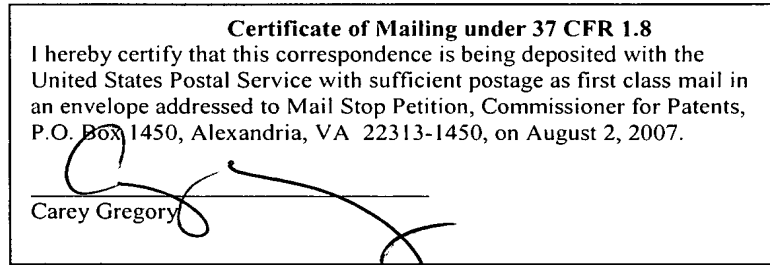 Certificate of Mailing under 37 CFR 1.8
I hereby certify that this correspondence is being deposited with the
United States Postal Service with sufficient postage as first class mail in
an envelope addressed to Mail Stop Petition, Commissioner for Patents,
P.O. Box 1450, Alexandria, VA 22313-1450, on August 2, 2007.
Carey Gregory